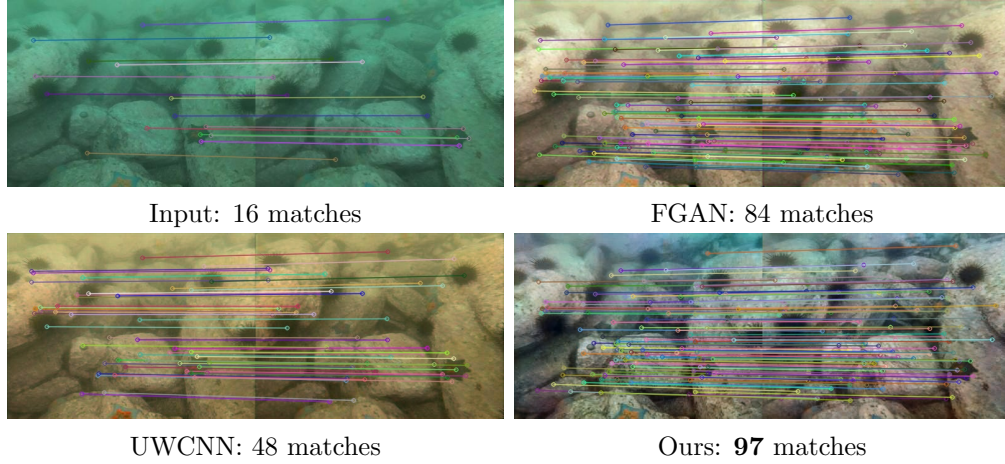 Input: 16 matches
FGAN: 84 matches
UWCNN: 48 matches
Ours: 97 matches